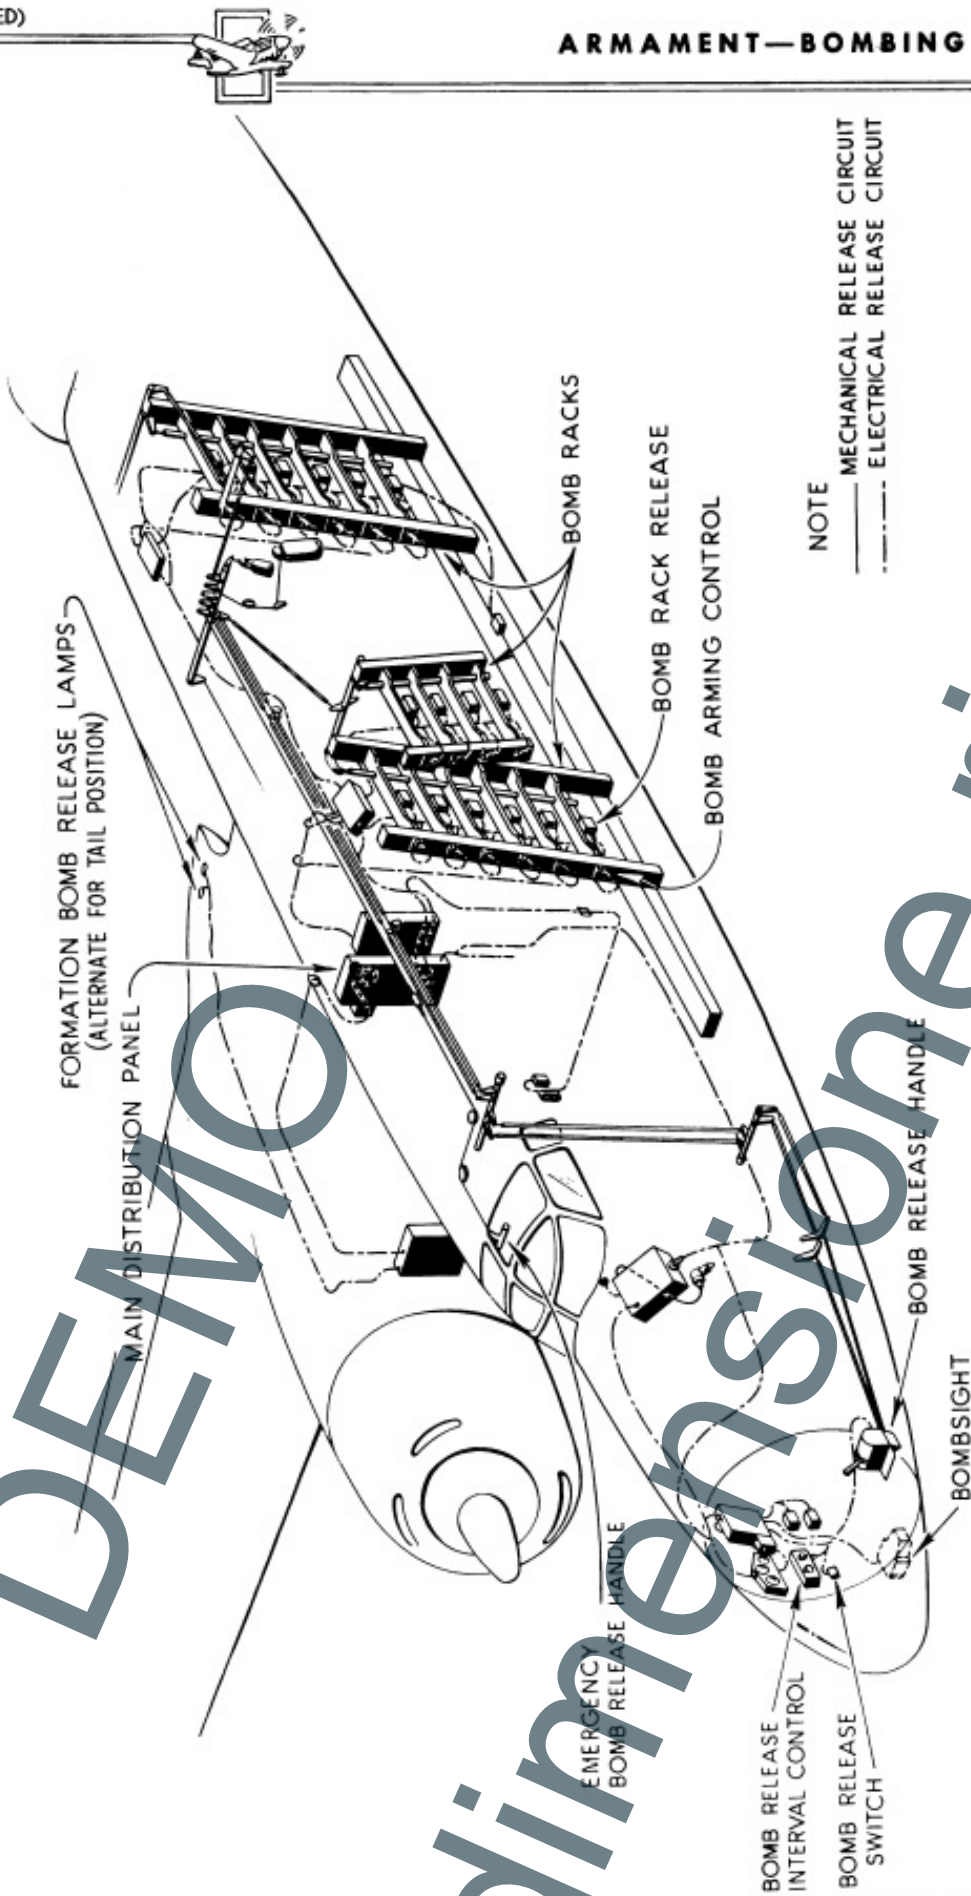 ED)
ARMAMENT—BOMBING
FORMATION BOMB RELEASE LAMPS
(ALTERNATE FOR TAIL POSITION)
MAIN DISTRIBUTION PANEL
BOMB RACKS
BOMB RACK RELEASE
BOMB ARMING CONTROL
NOTE
MECHANICAL RELEASE CIRCUIT
ELECTRICAL RELEASE CIRCUIT
BOMB RELEASE HANDLE
BOMBSIGHT
EMERGENCY
BOMB RELEASE HANDLE
BOMB RELEASE
INTERVAL CONTROL
BOMB RELEASE
SWITCH
DEMO
dimensione ri